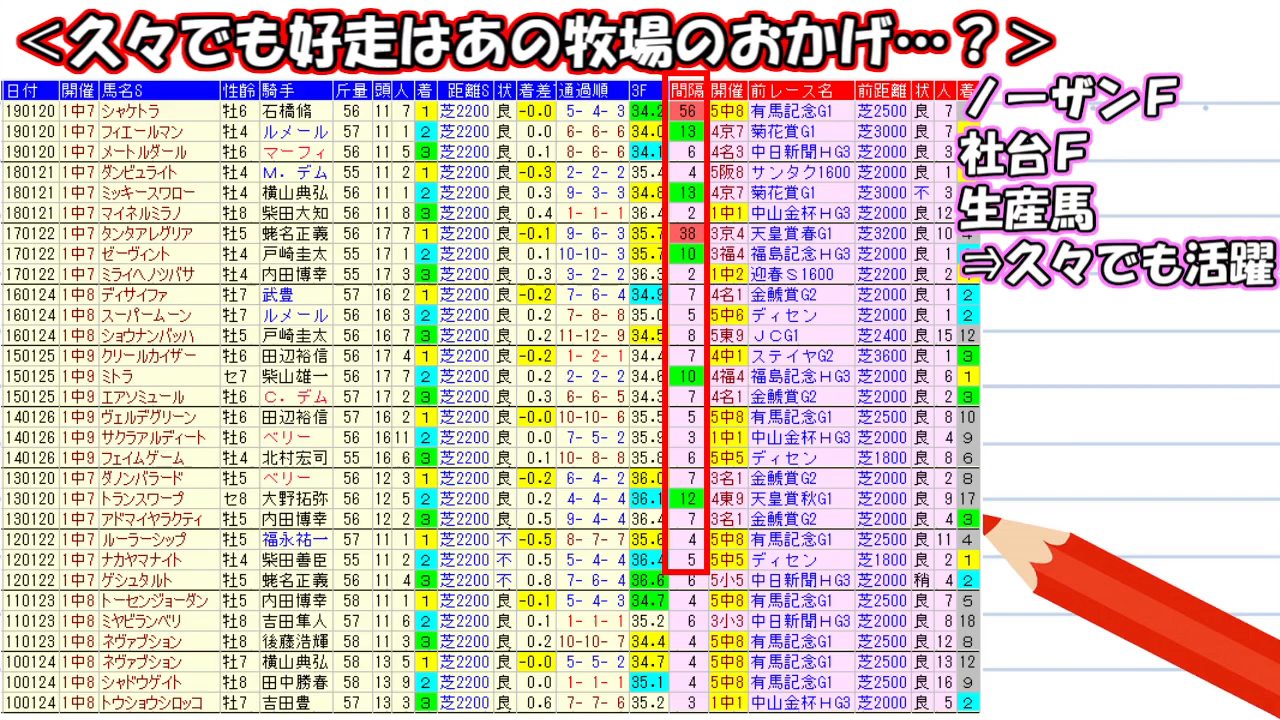 <久々でも好走はあの牧場のおかげ…？>
ノーザンF
社台F
生産馬
⇒久々でも活躍
日付 開催 馬名S 性齢 騎手 斤量 頭 人 着 距離S 状 着差 通過順 3F 間隔 開催 前レース名 前距離 状 人 着
190120 1中7 シャケトラ 牡6 石橋脩 56 11 7 1 芝2200 良 -0.0 5- 4- 3 34.2 56 5中8 有馬記念G1 芝2500 良 7
190120 1中7 フィエールマン 牡4 ルメール 57 11 1 2 芝2200 良 0.0 6- 6- 6 34.0 13 4京7 菊花賞G1 芝3000 良 7
190120 1中7 メートルダール 牡6 マーフィ 56 11 5 3 芝2200 良 0.1 8- 6- 6 34.1 6 4名3 中日新聞HG3 芝2000 良 3
180121 1中7 ダンビュライト 牡4 M．デム 55 11 2 1 芝2200 良 -0.3 2- 2- 2 35.4 4 5阪8 サンタク1600 芝2000 良 1
180121 1中7 ミッキースワロー 牡4 横山典弘 56 11 1 2 芝2200 良 0.3 9- 3- 3 34.8 13 4京7 菊花賞G1 芝3000 不 3
180121 1中7 マイネルミラノ 牡8 柴田大知 56 11 8 3 芝2200 良 0.4 1- 1- 1 36.4 2 1中1 中山金杯HG3 芝2000 良 12
170122 1中7 タンタアレグリア 牡5 蛯名正義 56 17 7 1 芝2200 良 -0.1 6- 9- 6 35.7 38 3京4 天皇賞春G1 芝3200 良 10 4
170122 1中7 ゼーヴィント 牡4 戸崎圭太 55 17 1 2 芝2200 良 0.1 10-10- 3 35.7 10 3福4 福島記念HG3 芝2000 良 1
170122 1中7 ミライヘノツバサ 牡4 内田博幸 55 17 3 3 芝2200 良 0.3 3- 2- 2 36.3 2 1中2 迎春S1600 芝2200 良 2
160124 1中8 ディサイファ 牡7 武豊 57 16 2 1 芝2200 良 -0.2 7- 6- 4 34.9 7 4名1 金鯱賞G2 芝2000 良 1 2
160124 1中8 スーパームーン 牡7 ルメール 56 16 3 2 芝2200 良 0.2 7- 8- 8 35.0 5 5中6 ディセン 芝2000 良 1 2
160124 1中8 ショウナンバッハ 牡5 戸崎圭太 56 16 7 3 芝2200 良 0.2 11-12- 9 34.5 8 5東9 JCG1 芝2400 良 15 12
150125 1中9 クリールカイザー 牡6 田辺裕信 56 17 4 1 芝2200 良 -0.2 1- 2- 1 34.4 7 4中1 ステイヤG2 芝3600 良 1 3
150125 1中9 ミトラ セ7 柴山雄一 56 17 7 2 芝2200 良 0.2 2- 2- 2 34.6 10 4福4 福島記念HG3 芝2000 良 6 1
150125 1中9 エアソミュール 牡6 C．デム 57 17 2 3 芝2200 良 0.3 6- 6- 5 34.3 7 4名1 金鯱賞G2 芝2000 良 2 3
140126 1中9 ヴェルデグリーン 牡6 田辺裕信 57 16 2 1 芝2200 良 -0.0 10-10- 6 35.5 5 5中8 有馬記念G1 芝2500 良 8 10
140126 1中9 サクラアルディート 牡6 ベリー 56 16 11 2 芝2200 良 0.0 7- 5- 2 35.9 3 1中1 中山金杯HG3 芝2000 良 4 9
140126 1中9 フェイムゲーム 牡4 北村宏司 55 16 6 3 芝2200 良 0.1 10- 8- 8 35.8 6 5中5 ディセン 芝1800 良 8 6
130120 1中7 ダノンバラード 牡5 ベリー 56 12 3 1 芝2200 良 -0.2 6- 4- 2 36.0 7 3名1 金鯱賞G2 芝2000 良 2 8
130120 1中7 トランスワープ セ8 大野拓弥 56 12 5 2 芝2200 良 0.2 4- 4- 4 36.1 12 4東9 天皇賞秋G1 芝2000 良 9 17
130120 1中7 アドマイヤラクティ 牡5 内田博幸 56 12 2 3 芝2200 良 0.5 9- 4- 4 36.4 7 3名1 金鯱賞G2 芝2000 良 4 3
120122 1中7 ルーラーシップ 牡5 福永祐一 57 11 1 1 芝2200 不 -0.5 8- 7- 7 35.6 4 5中8 有馬記念G1 芝2500 良 11 4
120122 1中7 ナカヤマナイト 牡4 柴田善臣 55 11 2 2 芝2200 不 0.5 5- 4- 4 36.4 5 5中5 ディセン 芝1800 良 2 1
120122 1中7 ゲシュタルト 牡5 蛯名正義 56 11 4 3 芝2200 不 0.8 7- 6- 4 36.6 6 5小5 中日新聞HG3 芝2000 稍 4 2
110123 1中8 トーセンジョーダン 牡5 内田博幸 58 11 1 1 芝2200 良 -0.1 5- 4- 3 34.7 4 5中8 有馬記念G1 芝2500 良 7 5
110123 1中8 ミヤビランベリ 牡8 吉田隼人 58 11 6 2 芝2200 良 0.1 1- 1- 1 35.2 6 3小3 中日新聞HG3 芝2000 良 8 18
110123 1中8 ネヴァブション 牡8 後藤浩輝 58 11 3 3 芝2200 良 0.2 10-10- 7 34.4 4 5中8 有馬記念G1 芝2500 良 12 8
100124 1中8 ネヴァブション 牡7 横山典弘 58 13 5 1 芝2200 良 -0.0 5- 5- 2 34.7 4 5中8 有馬記念G1 芝2500 良 13 12
100124 1中8 シャドウゲイト 牡8 田中勝春 58 13 9 2 芝2200 良 0.0 1- 1- 1 35.1 4 5中8 有馬記念G1 芝2500 良 16 9
100124 1中8 トウショウシロッコ 牡7 吉田豊 57 13 3 3 芝2200 良 0.6 7- 7- 6 35.2 3 1中1 中山金杯HG3 芝2000 良 5 2